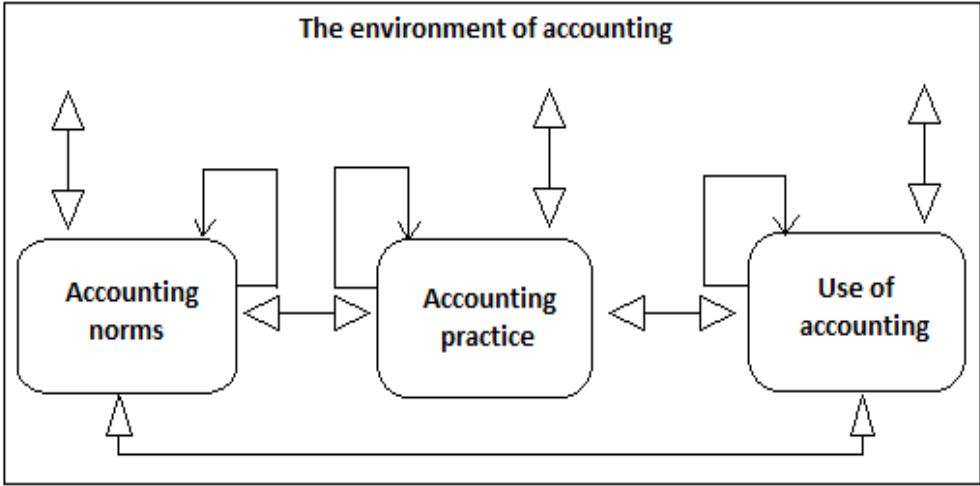 The environment of accounting
Accounting
norms
Accounting
practice
Use of
accounting